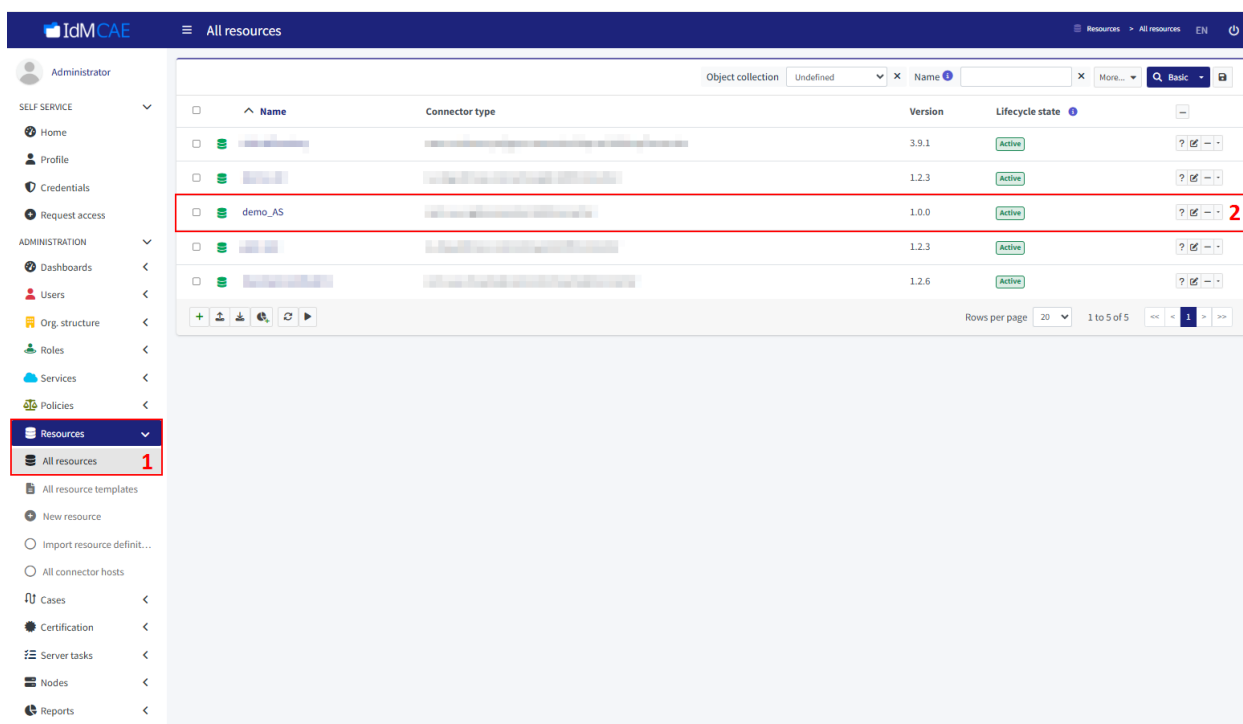 IdMCAE
All resources
Resources > All resources EN
Administrator
SELF SERVICE
Home
Profile
Credentials
Request access
ADMINISTRATION
Dashboards
Users
Org. structure
Roles
Services
Policies
Resources
All resources 1
All resource templates
New resource
Import resource definit...
All connector hosts
Cases
Certification
Server tasks
Nodes
Reports
Object collection Undefined Name More... Basic
Name Connector type Version Lifecycle state
3.9.1 Active
1.2.3 Active
demo_AS 1.0.0 Active 2
1.2.3 Active
1.2.6 Active
Rows per page 20 1 to 5 of 5 << < 1 > >>